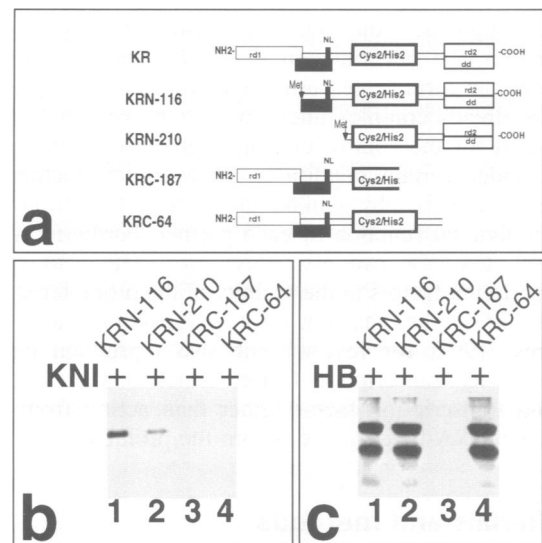 KR NH2- rd1 NL Cys2/His2 rd2 dd -COOH
KRN-116 Met NL Cys2/His2 rd2 dd -COOH
KRN-210 Met Cys2/His2 rd2 dd -COOH
KRC-187 NH2- rd1 NL Cys2/His
KRC-64 NH2- rd1 NL Cys2/His2
a
KRN-116 KRN-210 KRC-187 KRC-64
KNI + + + +
b 1 2 3 4
KRN-116 KRN-210 KRC-187 KRC-64
HB + + + +
c 1 2 3 4